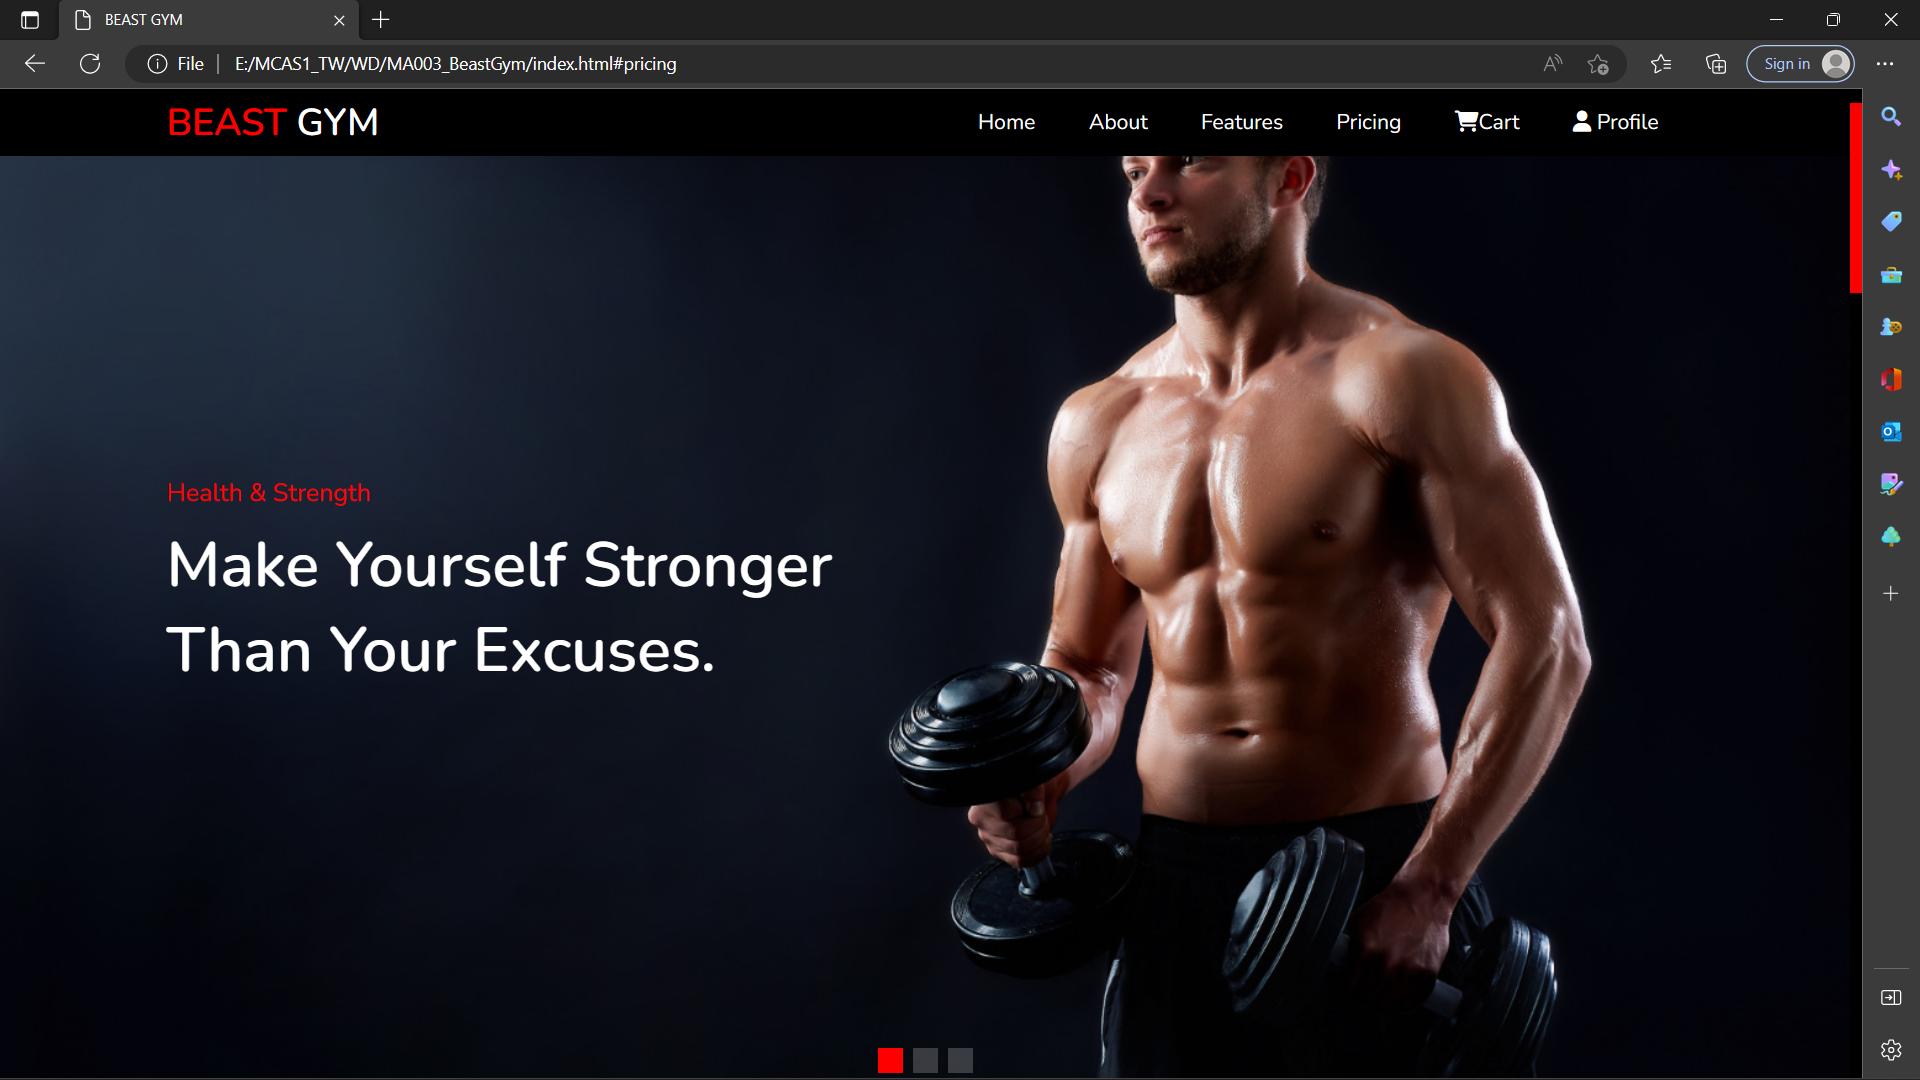 BEAST GYM
File
E:/MCAS1_TW/WD/MA003_BeastGym/index.html#pricing
Sign in
BEAST GYM
Home
About
Features
Pricing
Cart
Profile
Health & Strength
Make Yourself Stronger
Than Your Excuses.